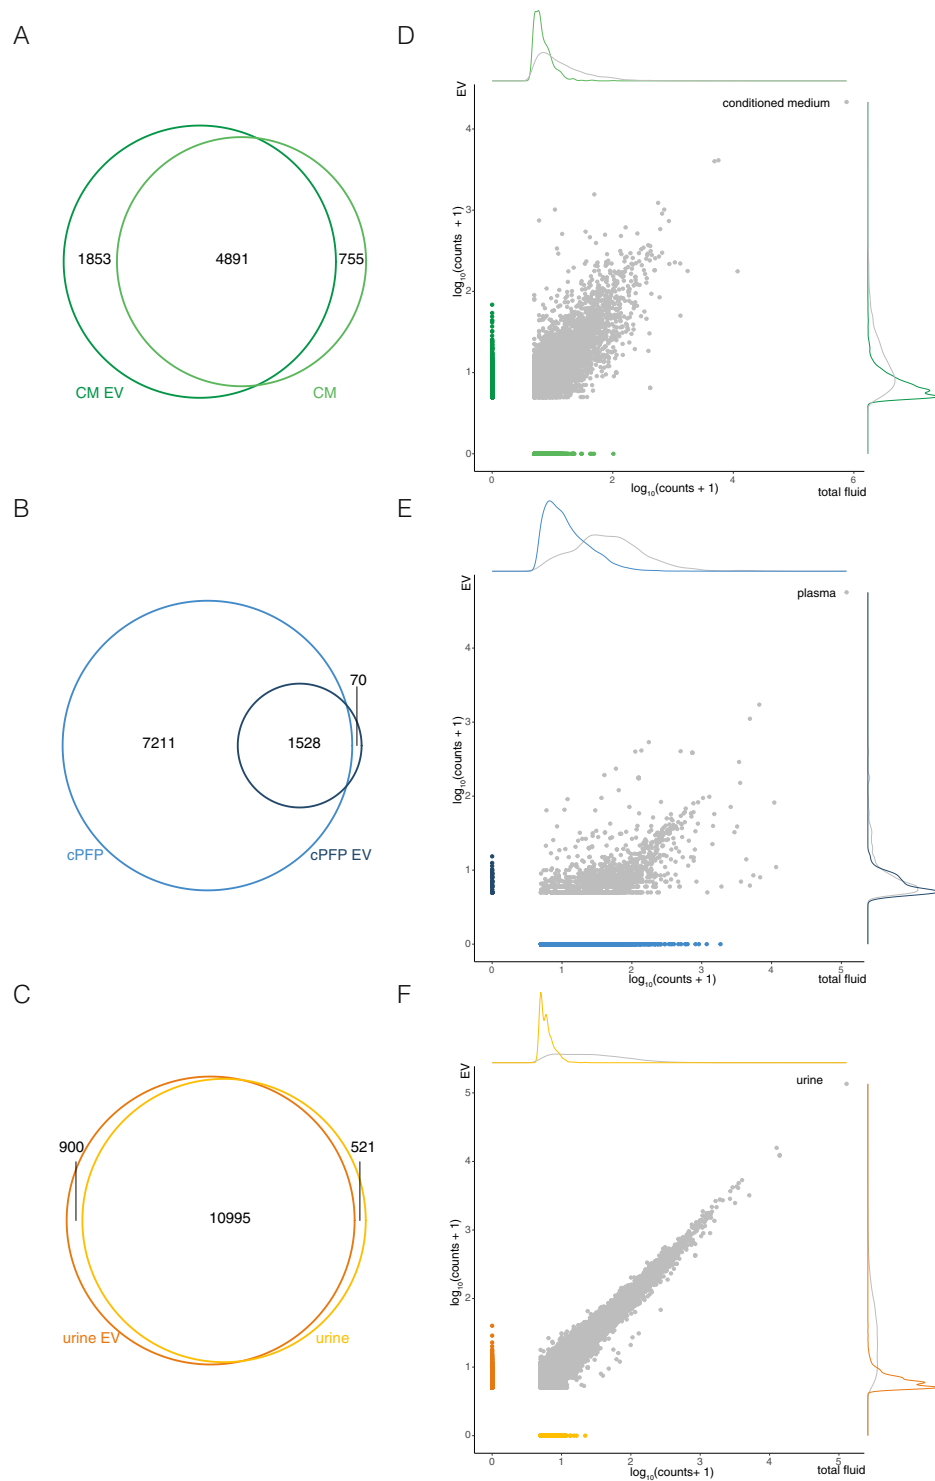 A
1853
4891
755
CM EV
CM
D
EV
log10(counts + 1)
conditioned medium
4
3
2
1
0
0
2
4
6
log10(counts + 1)
total fluid
B
70
7211
1528
cPFP
cPFP EV
E
EV
log10(counts + 1)
plasma
4
3
2
1
0
0
1
2
3
4
5
log10(counts + 1)
total fluid
C
900
521
10995
urine EV
urine
F
EV
log10(counts + 1)
urine
5
4
3
2
1
0
0
1
2
3
4
5
log10(counts+ 1)
total fluid